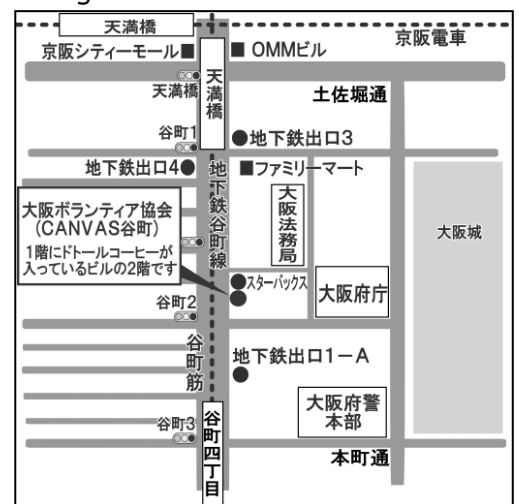 天満橋
京阪電車
京阪シティーモール■
■ OMMビル
天満橋
天満橋
土佐堀通
谷町1
●地下鉄出口3
地下鉄出口4●
■ファミリーマート
地下鉄谷町線
大阪法務局
大阪城
大阪ボランティア協会
(CANVAS谷町)
1階にドトールコーヒーが
入っているビルの2階です
●スターバックス
大阪府庁
谷町2
谷町筋
地下鉄出口1-A
大阪府警
本部
谷町3
谷町四丁目
本町通